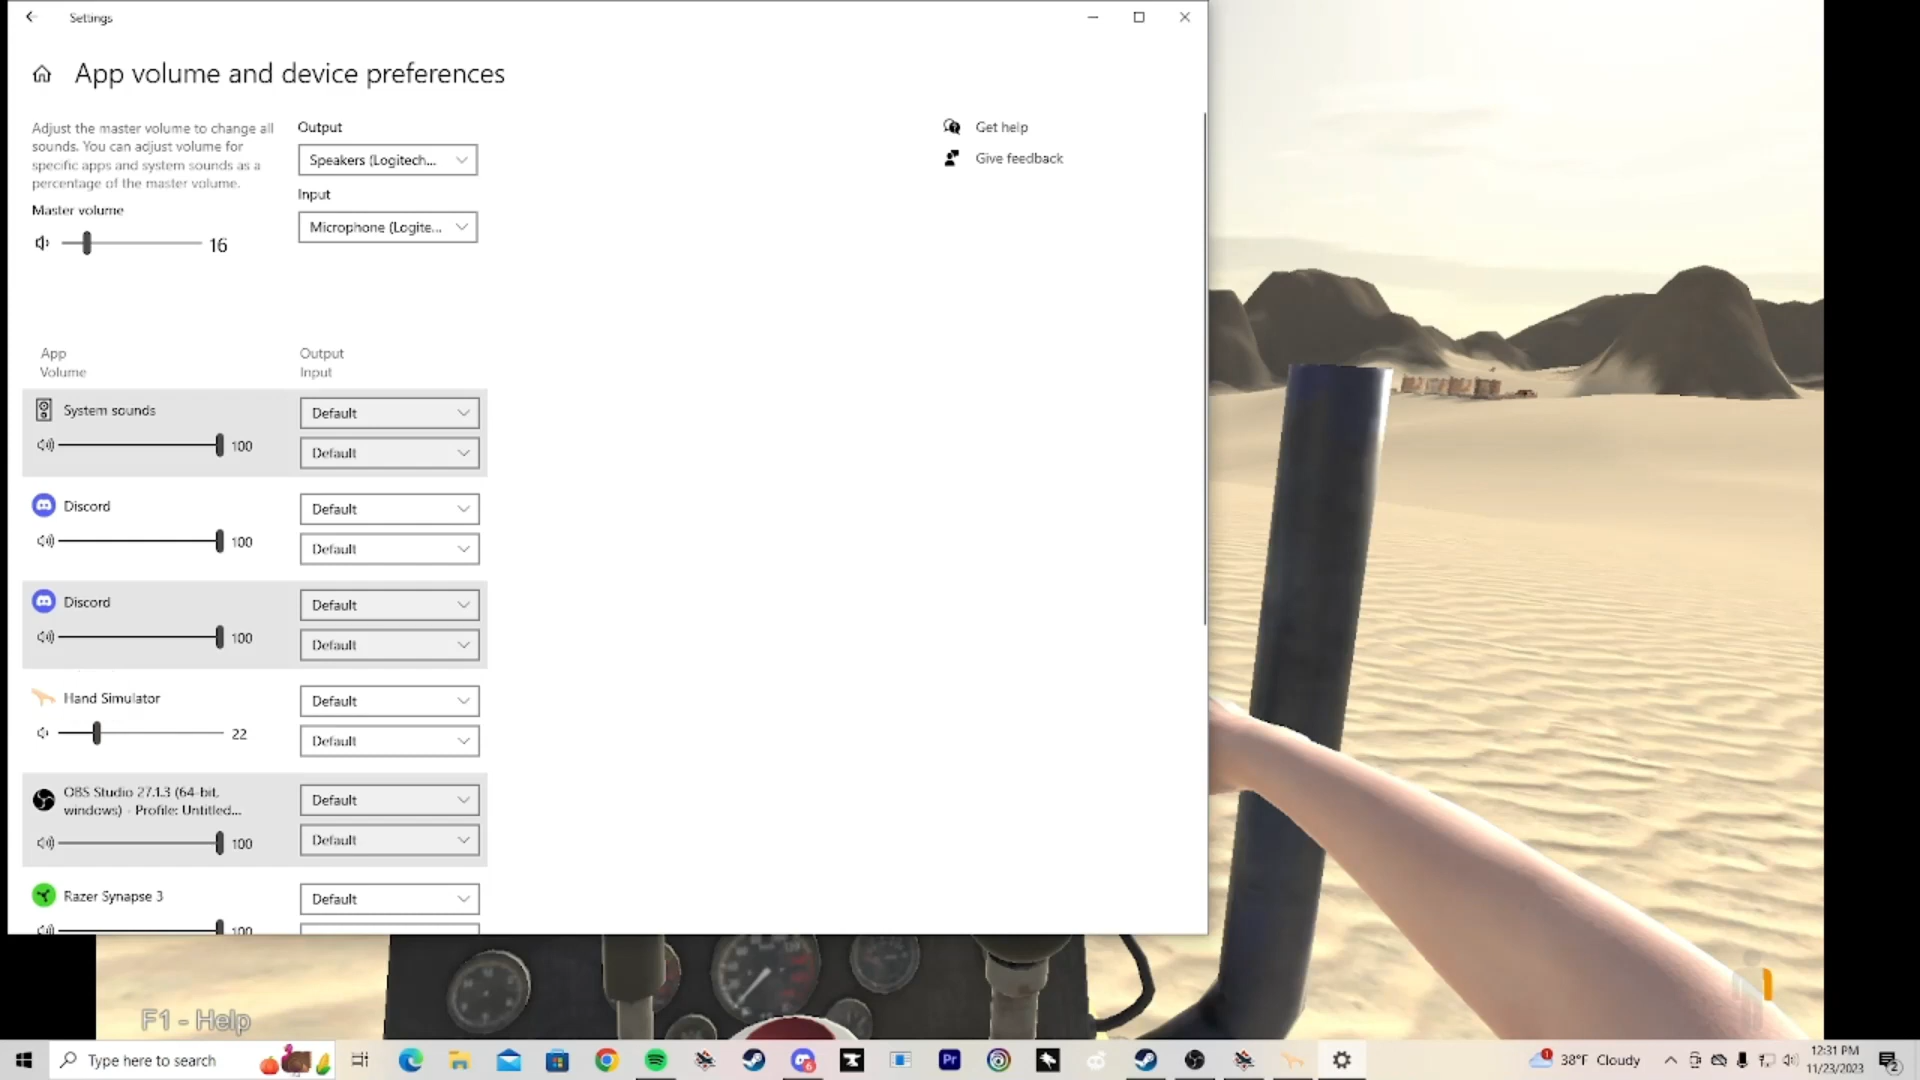 Settings
App volume and device preferences
Adjust the master volume to change all
sounds. You can adjust volume for
specific apps and system sounds as a
percentage of the master volume.
Master volume
16
Output
Speakers (Logitech...
Input
Microphone (Logite...
Get help
Give feedback
App
Volume
Output
Input
System sounds
100
Default
Default
Discord
100
Default
Default
Discord
100
Default
Default
Hand Simulator
22
Default
Default
OBS Studio 27.1.3 (64-bit,
windows) - Profile: Untitled...
100
Default
Default
Razer Synapse 3
100
Default
F1 - Help
Type here to search
Pr
38°F Cloudy
12:31 PM
11/23/2023
2